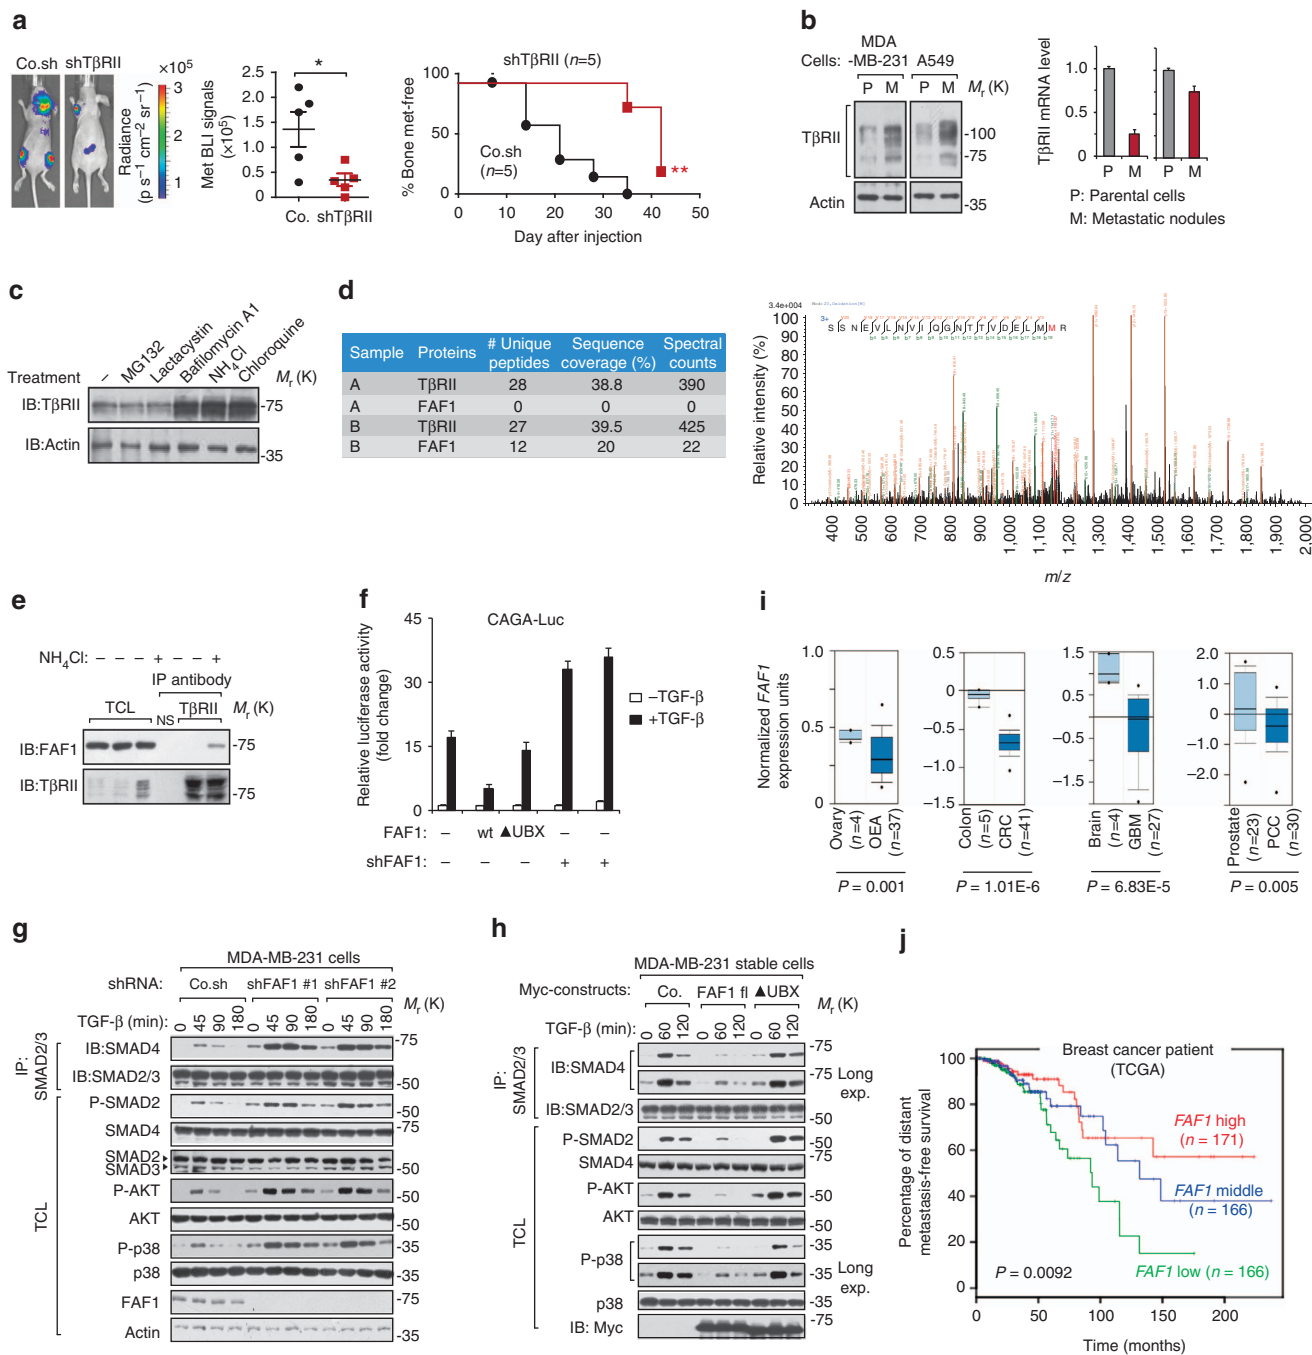 a
Co.sh
shTβRII
×10⁵
3
2
1
Radiance
(p s⁻¹ cm⁻² sr⁻¹)
Met BLI signals
(×10⁵)
2.5
2.0
1.5
1.0
0.5
0
*
Co. shTβRII
% Bone met-free
100
50
0
shTβRII (n=5)
Co.sh
(n=5)
**
0 10 20 30 40 50
Day after injection
b
MDA
Cells: -MB-231 A549
P M P M Mr (K)
TβRII
-100
-75
Actin
-35
TβRII mRNA level
1.0
0.5
0
P M P M
P: Parental cells
M: Metastatic nodules
c
Treatment
– MG132 Lactacystin Bafilomycin A1 NH4Cl Chloroquine
Mr (K)
IB:TβRII
-75
IB:Actin
-35
d
Sample Proteins # Unique peptides Sequence coverage (%) Spectral counts
A TβRII 28 38.8 390
A FAF1 0 0 0
B TβRII 27 39.5 425
B FAF1 12 20 22
3.4e+004
3+
S S N E V L N V I Q G N T T V D E L M M R
Relative intensity (%)
100
90
80
70
60
50
40
30
20
10
0
400 500 600 700 800 900 1,000 1,100 1,200 1,300 1,400 1,500 1,600 1,700 1,800 1,900 2,000
m/z
e
NH4Cl: – – – + – – +
IP antibody
TCL NS TβRII Mr (K)
IB:FAF1
-75
IB:TβRII
-75
f
CAGA-Luc
Relative luciferase activity
(fold change)
45
30
15
0
–TGF-β
+TGF-β
FAF1: – wt ▲UBX – –
shFAF1: – – – + +
i
Normalized FAF1
expression units
1.0
0.5
0
Ovary
(n=4)
OEA
(n=37)
P = 0.001
0.5
0
–0.5
–1.0
–1.5
Colon
(n=5)
CRC
(n=41)
P = 1.01E-6
1.5
0.5
–0.5
–1.5
Brain
(n=4)
GBM
(n=27)
P = 6.83E-5
2.0
1.0
0
–1.0
–2.0
Prostate
(n=23)
PCC
(n=30)
P = 0.005
g
MDA-MB-231 cells
shRNA: Co.sh shFAF1 #1 shFAF1 #2
Mr (K)
TGF-β (min): 0 45 90 180 0 45 90 180 0 45 90 180
IP:
SMAD2/3
IB:SMAD4
-75
IB:SMAD2/3
-50
TCL
P-SMAD2
-50
SMAD4
-75
SMAD2
SMAD3
-50
P-AKT
-50
AKT
-50
P-p38
-35
p38
-35
FAF1
-75
Actin
-35
h
MDA-MB-231 stable cells
Myc-constructs: Co. FAF1 fl ▲UBX
Mr (K)
TGF-β (min): 0 60 120 0 60 120 0 60 120
IP:
SMAD2/3
IB:SMAD4
-75
-75
Long
exp.
IB:SMAD2/3
-50
TCL
P-SMAD2
-50
SMAD4
-75
P-AKT
-50
AKT
-50
P-p38
-35
-35
Long
exp.
p38
-35
IB: Myc
-75
j
Breast cancer patient
(TCGA)
Percentage of distant
metastasis-free survival
100
80
60
40
20
0
FAF1 high
(n = 171)
FAF1 middle
(n = 166)
FAF1 low (n = 166)
P = 0.0092
0 50 100 150 200
Time (months)